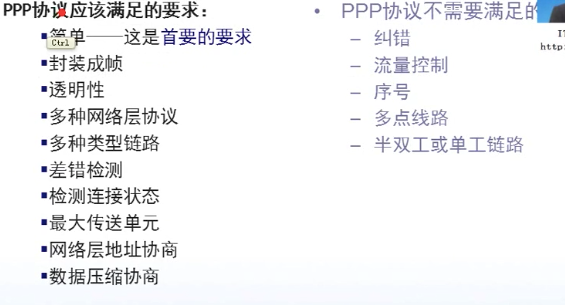 PPP协议应该满足的要求：
▪简单——这是首要的要求
Ctrl
▪封装成帧
▪透明性
▪多种网络层协议
▪多种类型链路
▪差错检测
▪检测连接状态
▪最大传送单元
▪网络层地址协商
▪数据压缩协商
• PPP协议不需要满足的
– 纠错
– 流量控制
– 序号
– 多点线路
– 半双工或单工链路
http: